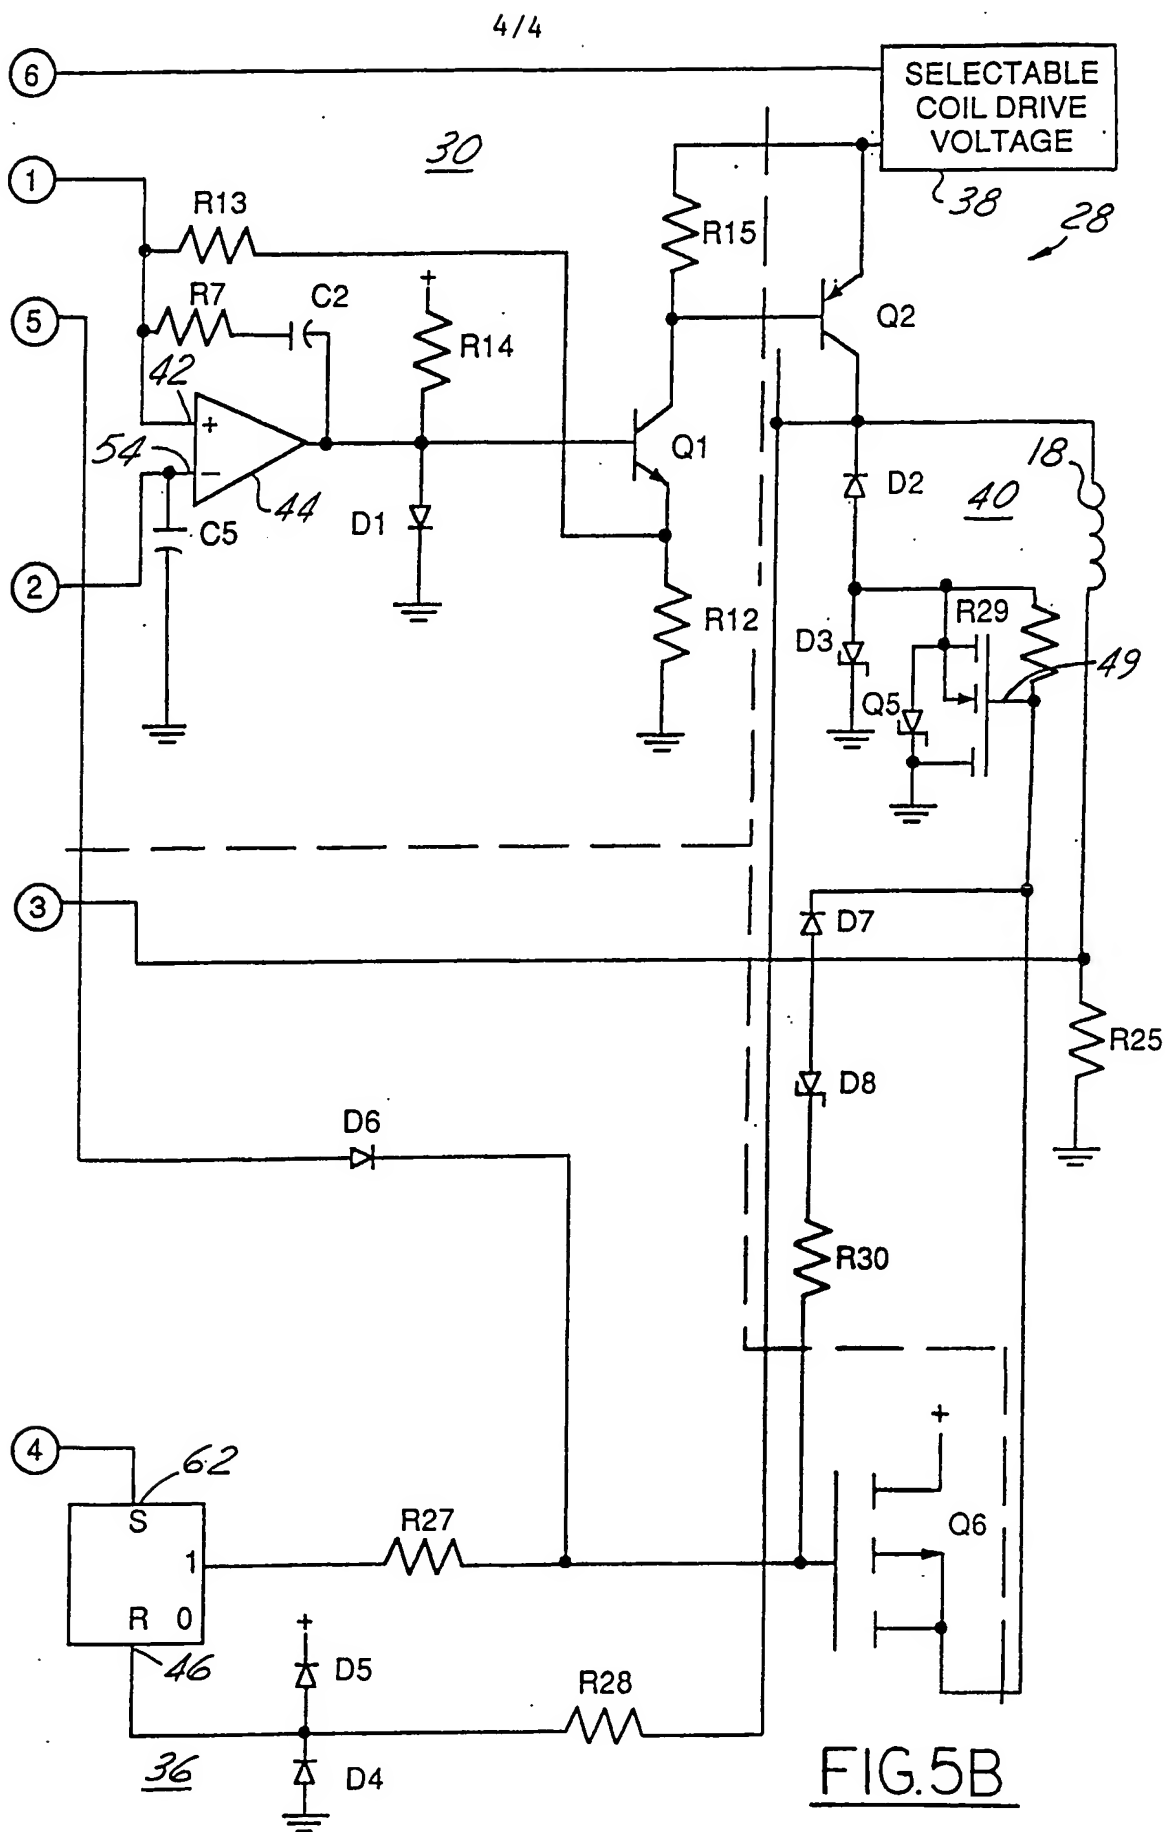 4/4
6
SELECTABLE
COIL DRIVE
VOLTAGE
30
1
38
28
R13
R15
5
R7
C2
+
R14
Q2
42
+
54
−
44
Q1
18
D2
40
C5
D1
2
R12
R29
D3
49
Q5
3
D7
R25
D8
D6
R30
4
62
+
S
R27
Q6
1
R
0
+
46
D5
R28
36
D4
FIG.5B